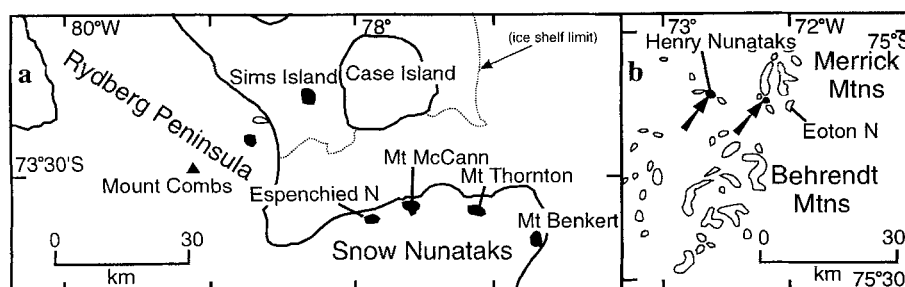 80°W
78°
(ice shelf limit)
a
Rydberg Peninsula
Sims Island
Case Island
73°30'S
Mount Combs
Mt McCann
Espenchied N
Mt Thornton
Mt Benkert
Snow Nunataks
0
30
km
73°
72°W
75°S
b
Henry Nunataks
Merrick
Mtns
Eoton N
Behrendt
Mtns
0
30
km
75°30